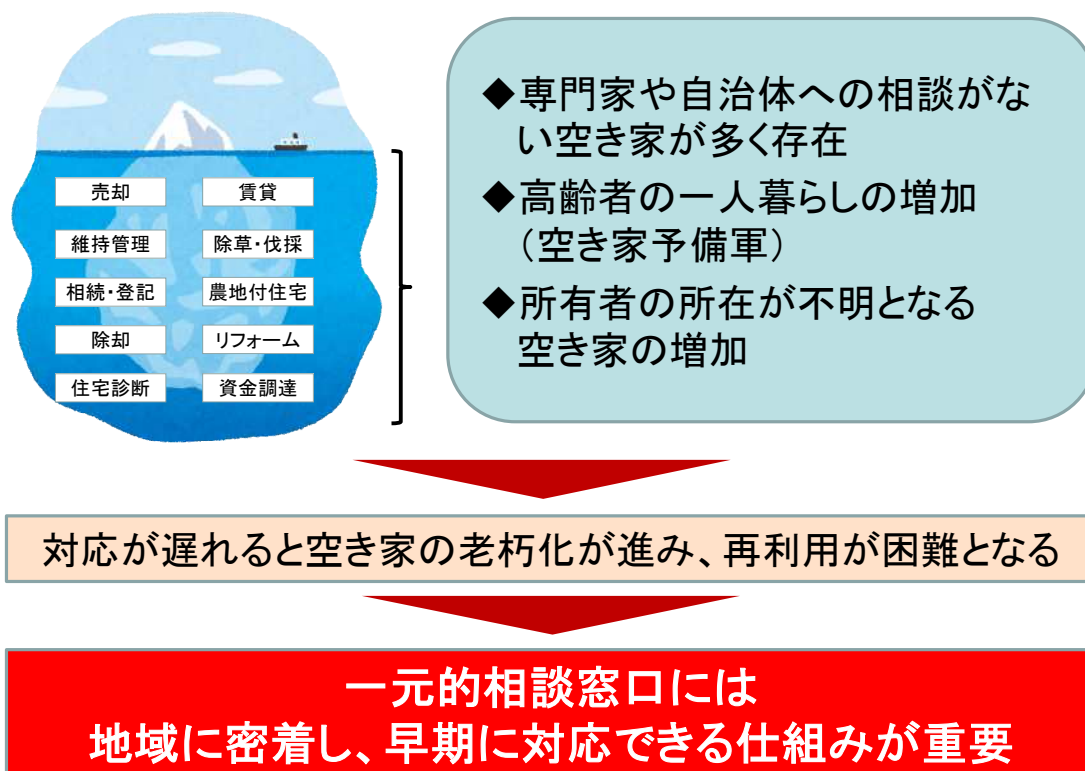 売却
賃貸
維持管理
除草・伐採
相続・登記
農地付住宅
除却
リフォーム
住宅診断
資金調達
◆専門家や自治体への相談がな
い空き家が多く存在
◆高齢者の一人暮らしの増加
（空き家予備軍）
◆所有者の所在が不明となる
空き家の増加
対応が遅れると空き家の老朽化が進み、再利用が困難となる
一元的相談窓口には
地域に密着し、早期に対応できる仕組みが重要